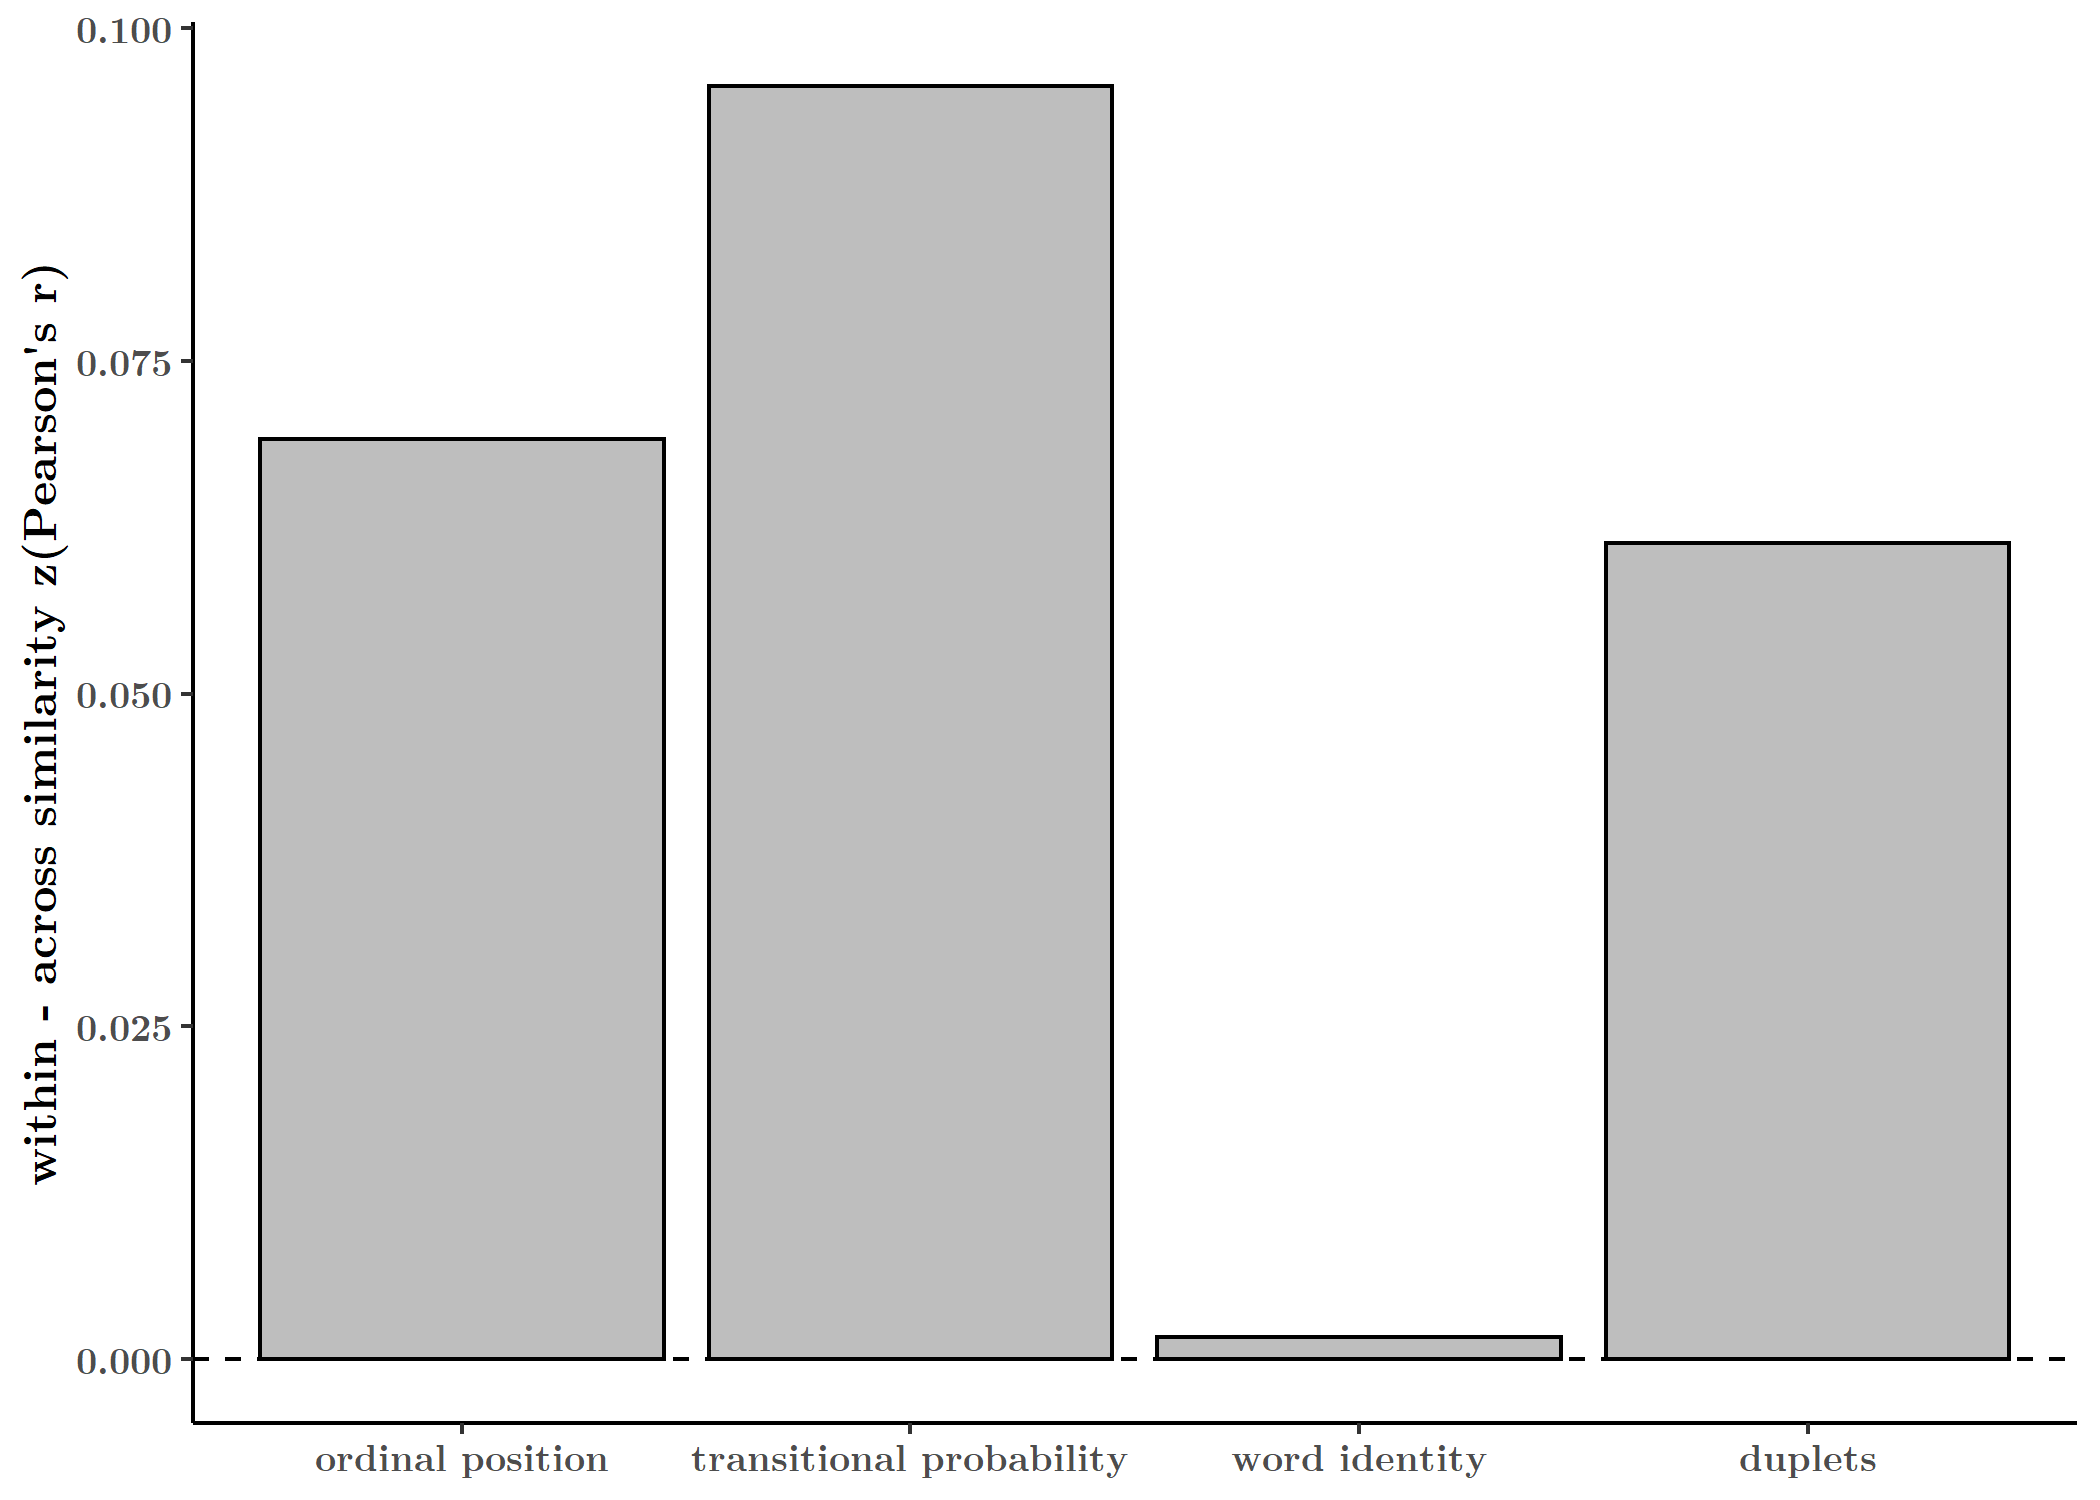 within - across similarity z(Pearson's r)
0.100
0.075
0.050
0.025
0.000
ordinal position
transitional probability
word identity
duplets